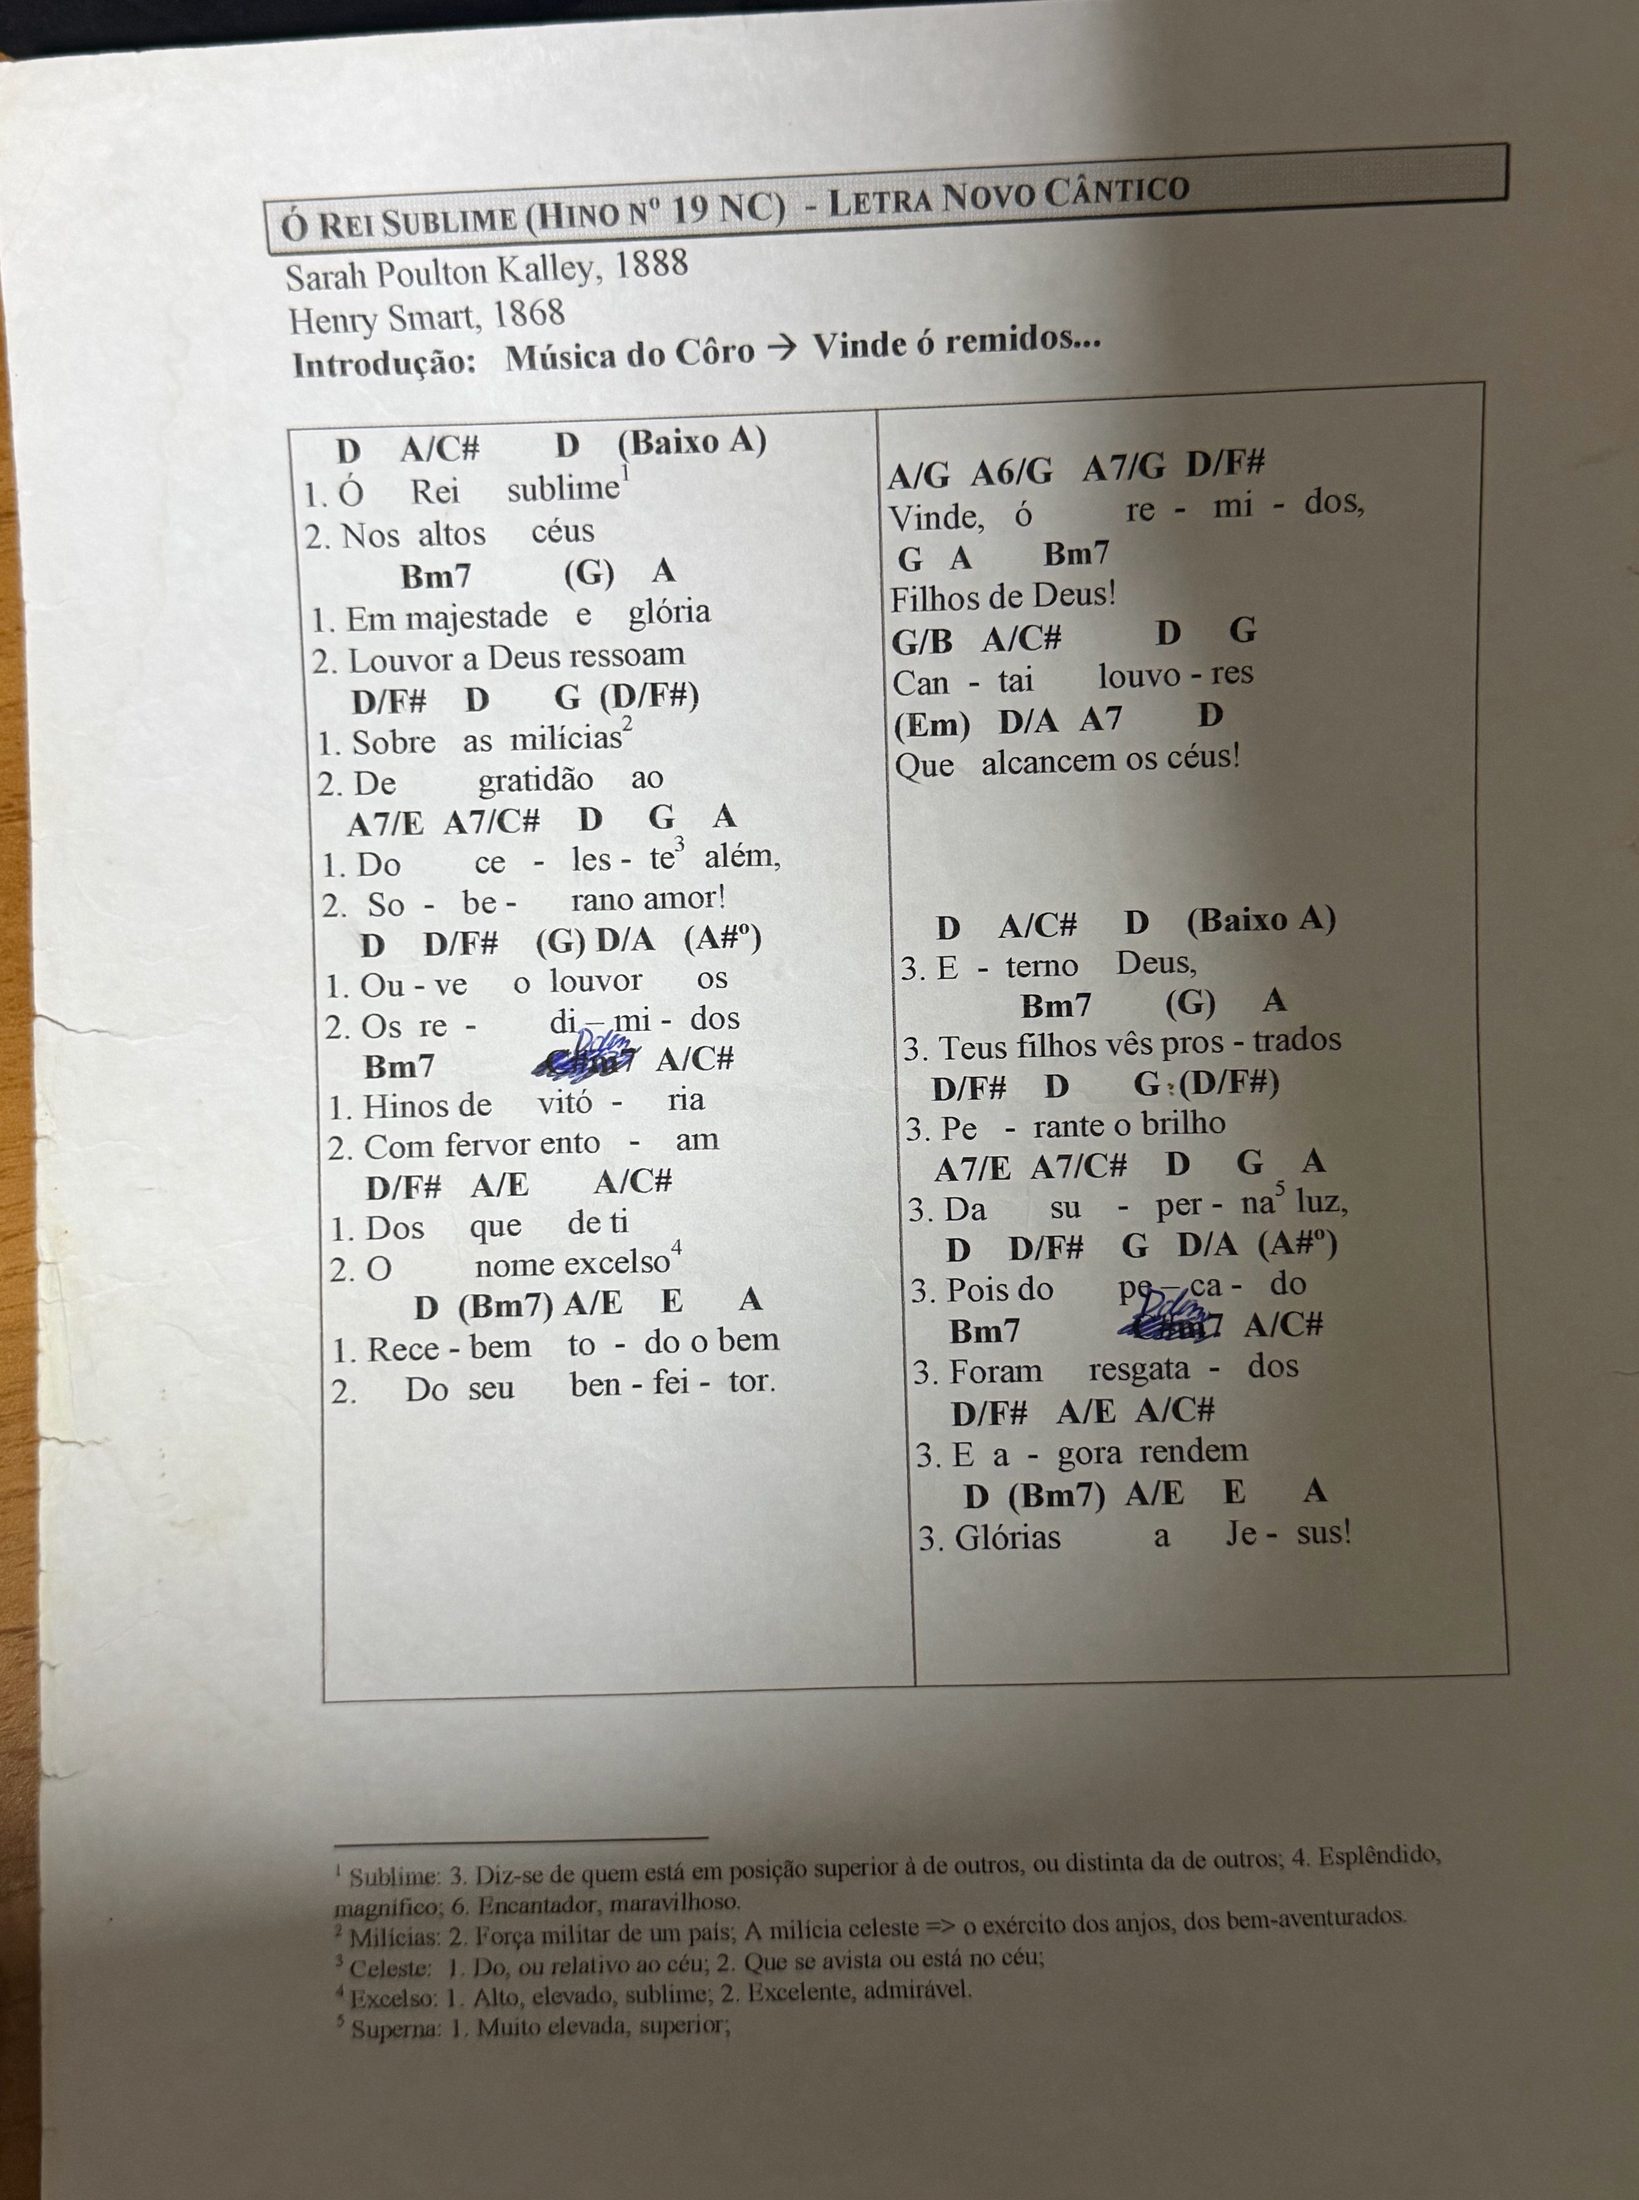 Ó REI SUBLIME (HINO Nº 19 NC) - LETRA NOVO CÂNTICO
Sarah Poulton Kalley, 1888
Henry Smart, 1868
Introdução: Música do Côro → Vinde ó remidos...
D A/C# D (Baixo A)
1. Ó Rei sublime¹
2. Nos altos céus
Bm7 (G) A
1. Em majestade e glória
2. Louvor a Deus ressoam
D/F# D G (D/F#)
1. Sobre as milícias²
2. De gratidão ao
A7/E A7/C# D G A
1. Do ce - les - te³ além,
2. So - be - rano amor!
D D/F# (G) D/A (A#º)
1. Ou - ve o louvor os
2. Os re - di – mi - dos
Bm7 C#m7 A/C#
1. Hinos de vitó - ria
2. Com fervor ento - am
D/F# A/E A/C#
1. Dos que de ti
2. O nome excelso⁴
D (Bm7) A/E E A
1. Rece - bem to - do o bem
2. Do seu ben - fei - tor.
A/G A6/G A7/G D/F#
Vinde, ó re - mi - dos,
G A Bm7
Filhos de Deus!
G/B A/C# D G
Can - tai louvo - res
(Em) D/A A7 D
Que alcancem os céus!
D A/C# D (Baixo A)
3. E - terno Deus,
Bm7 (G) A
3. Teus filhos vês pros - trados
D/F# D G (D/F#)
3. Pe - rante o brilho
A7/E A7/C# D G A
3. Da su - per - na⁵ luz,
D D/F# G D/A (A#º)
3. Pois do pe – ca - do
Bm7 C#m7 A/C#
3. Foram resgata - dos
D/F# A/E A/C#
3. E a - gora rendem
D (Bm7) A/E E A
3. Glórias a Je - sus!
¹ Sublime: 3. Diz-se de quem está em posição superior à de outros, ou distinta da de outros; 4. Esplêndido,
magnífico; 6. Encantador, maravilhoso.
² Milícias: 2. Força militar de um país; A milícia celeste => o exército dos anjos, dos bem-aventurados.
³ Celeste: 1. Do, ou relativo ao céu; 2. Que se avista ou está no céu;
⁴ Excelso: 1. Alto, elevado, sublime; 2. Excelente, admirável.
⁵ Superna: 1. Muito elevada, superior;